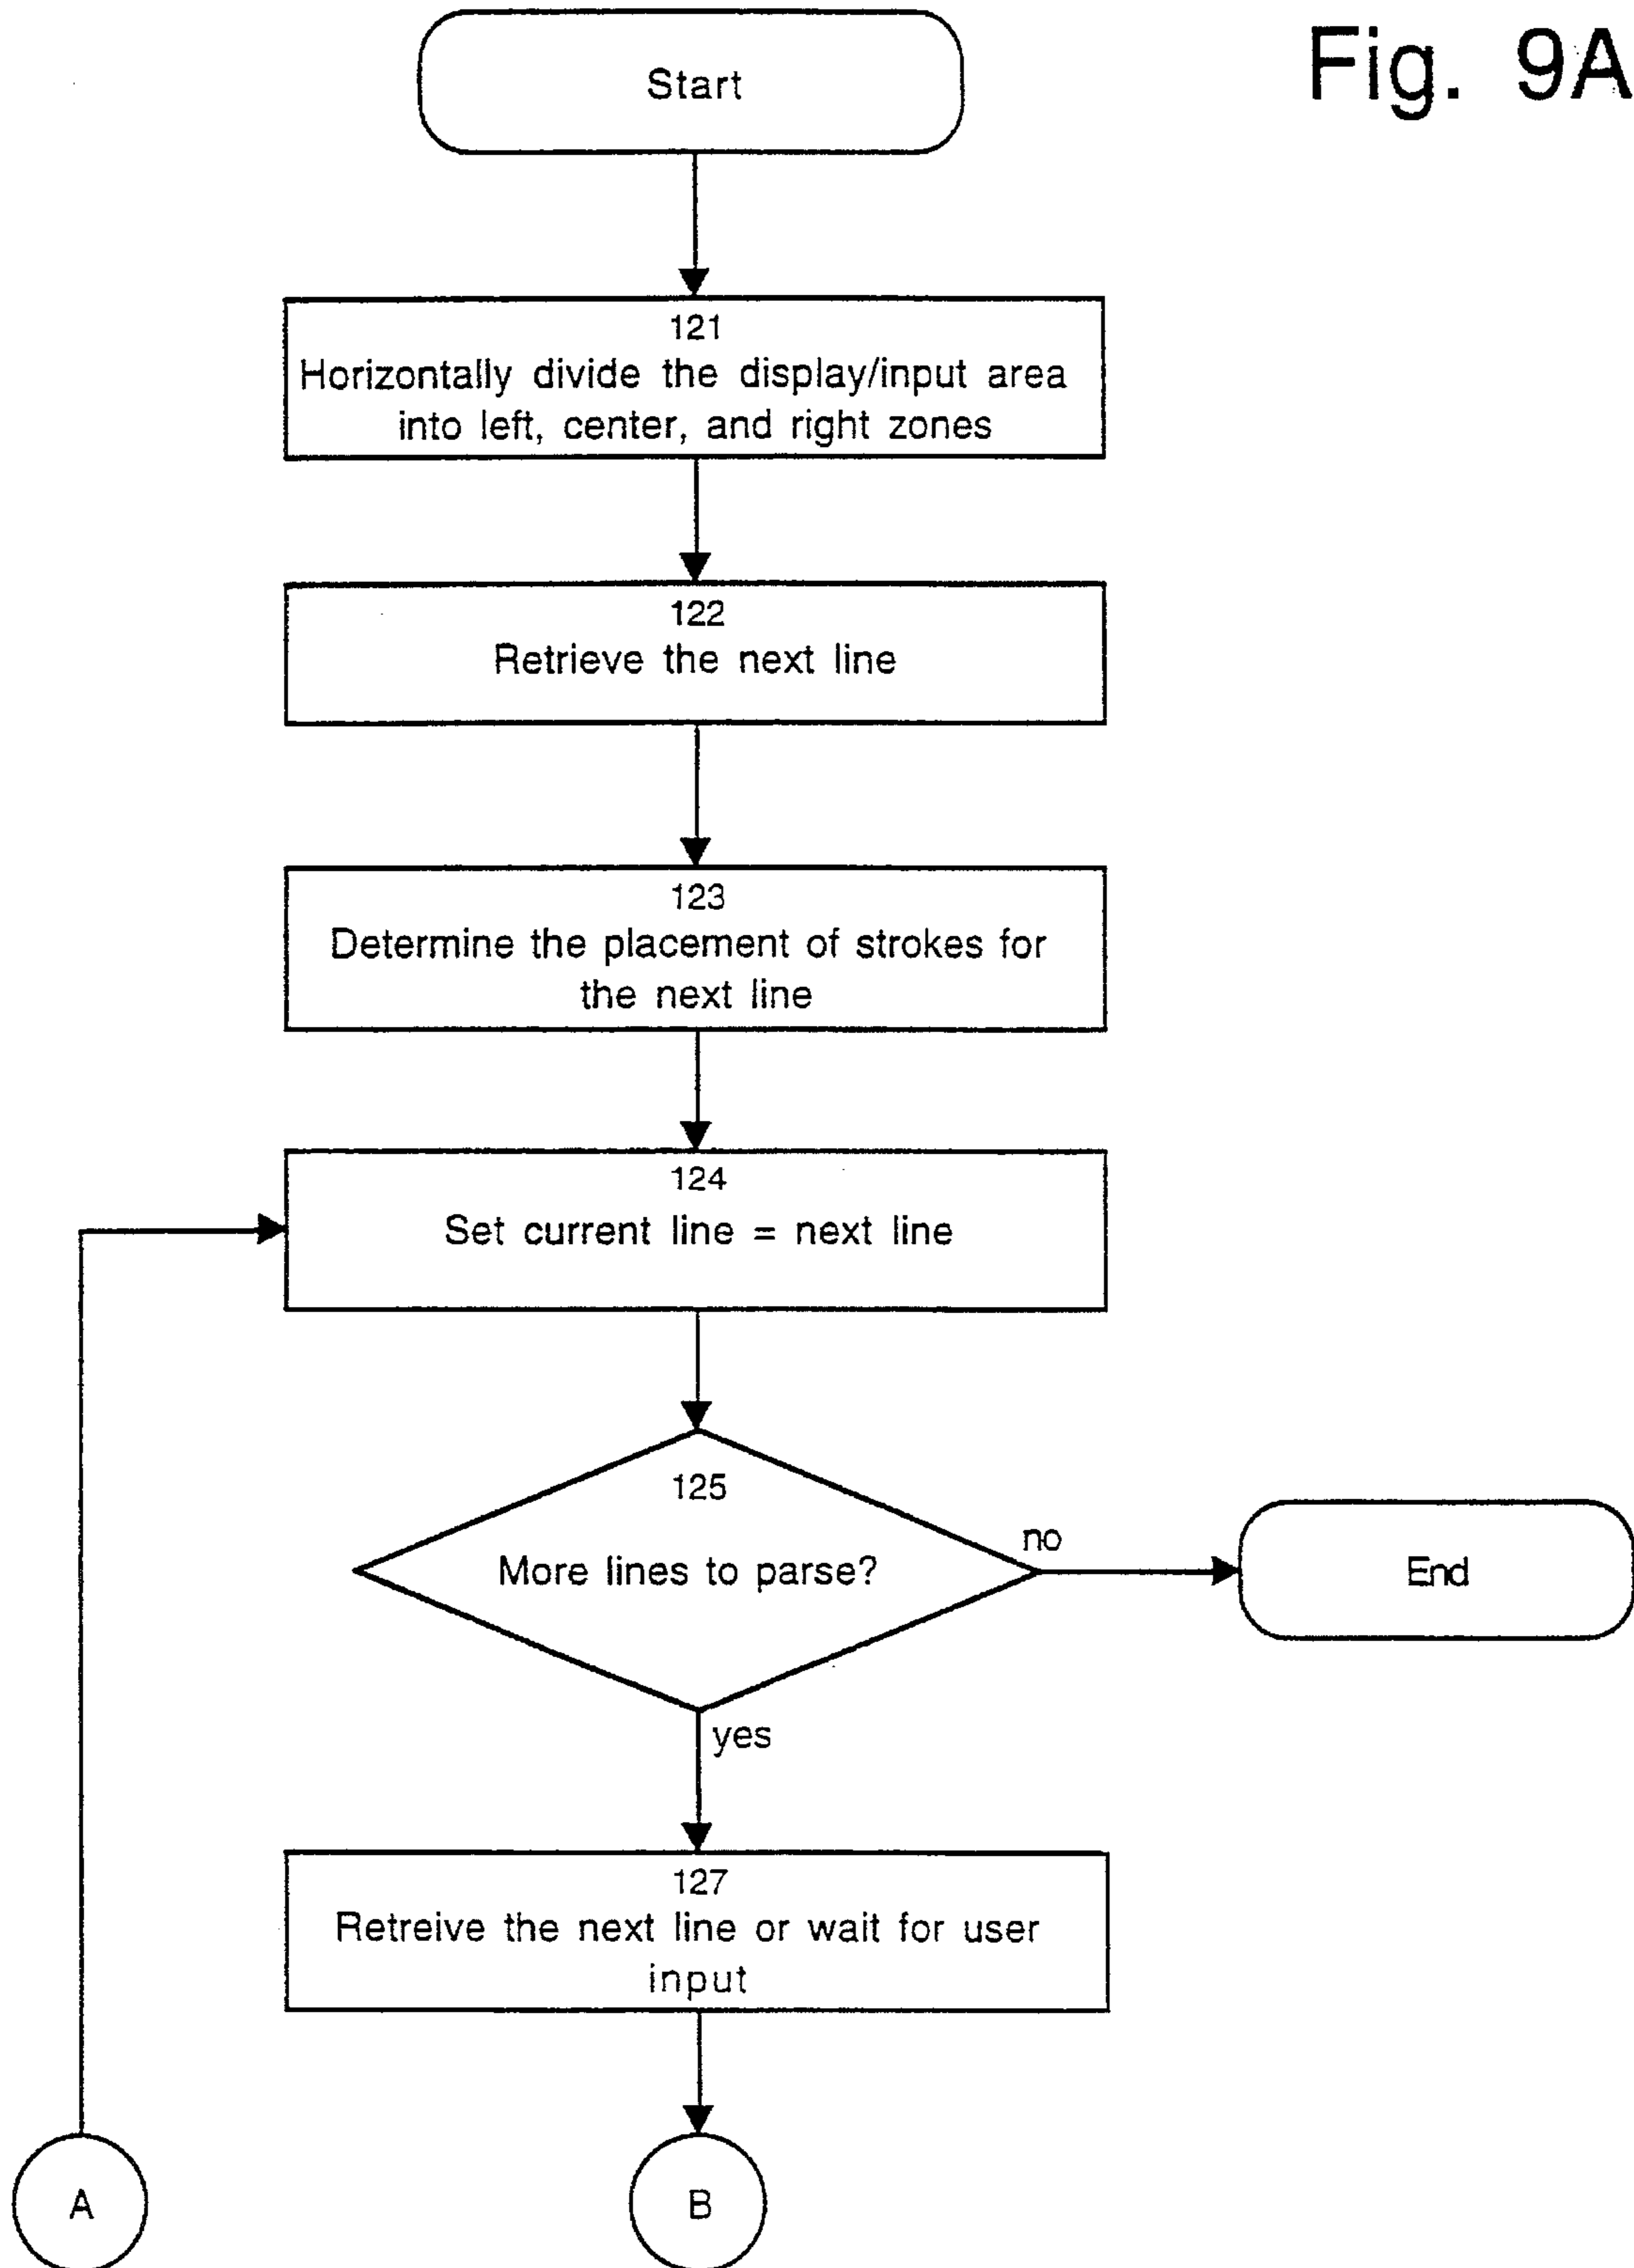 Fig. 9A
Start
121
Horizontally divide the display/input area
into left, center, and right zones
122
Retrieve the next line
123
Determine the placement of strokes for
the next line
124
Set current line = next line
125
More lines to parse?
no
End
yes
127
Retreive the next line or wait for user
input
A
B